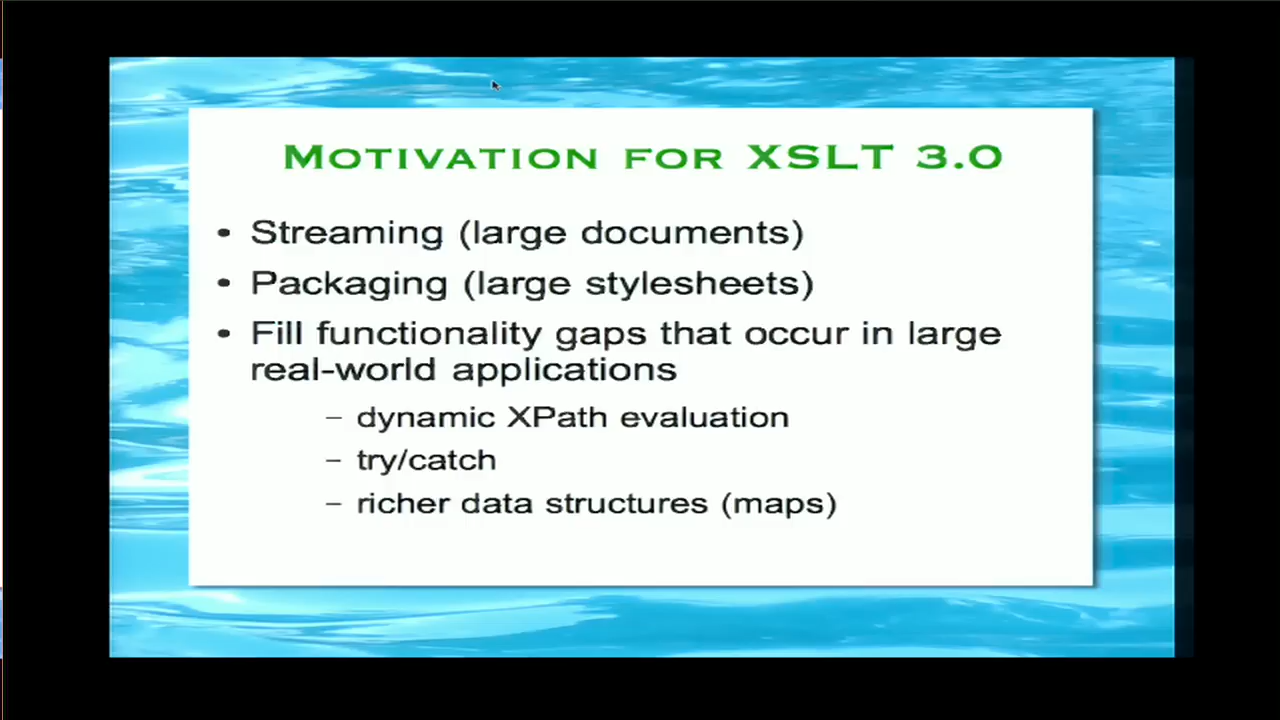 MOTIVATION FOR XSLT 3.0
• Streaming (large documents)
• Packaging (large stylesheets)
• Fill functionality gaps that occur in large
real-world applications
– dynamic XPath evaluation
– try/catch
– richer data structures (maps)